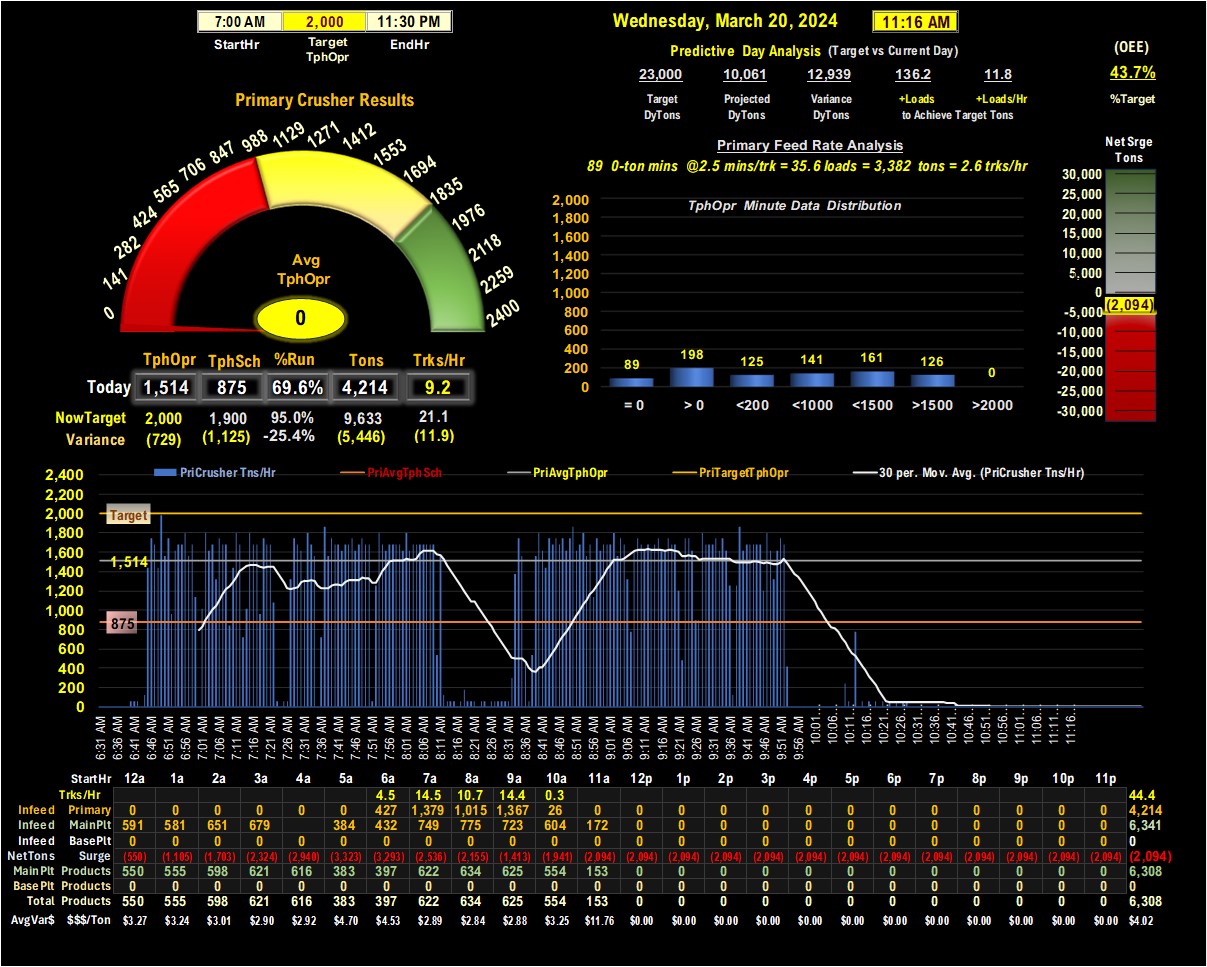 7:00 AM 2,000 11:30 PM
StartHr Target TphOpr EndHr
Wednesday, March 20, 2024 11:16 AM
Predictive Day Analysis (Target vs Current Day)
(OEE)
23,000 10,061 12,939 136.2 11.8
43.7%
Target DyTons Projected DyTons Variance DyTons +Loads +Loads/Hr
to Achieve Target Tons
%Target
Primary Crusher Results
0 141 282 424 565 706 847 988 1129 1271 1412 1553 1694 1835 1976 2118 2259 2400
Avg
TphOpr
0
Primary Feed Rate Analysis
89 0-ton mins @2.5 mins/trk = 35.6 loads = 3,382 tons = 2.6 trks/hr
TphOpr Minute Data Distribution
2,000
1,800
1,600
1,400
1,200
1,000
800
600
400
200
0
89 198 125 141 161 126 0
= 0 > 0 <200 <1000 <1500 >1500 >2000
Net Srge
Tons
30,000
25,000
20,000
15,000
10,000
5,000
0
(2,094)
-5,000
-10,000
-15,000
-20,000
-25,000
-30,000
TphOpr TphSch %Run Tons Trks/Hr
Today 1,514 875 69.6% 4,214 9.2
NowTarget 2,000 1,900 95.0% 9,633 21.1
Variance (729) (1,125) -25.4% (5,446) (11.9)
PriCrusher Tns/Hr PriAvgTphSch PriAvgTphOpr PriTargetTphOpr 30 per. Mov. Avg. (PriCrusher Tns/Hr)
2,400
2,200
2,000
1,800
1,600
1,400
1,200
1,000
800
600
400
200
0
Target
1,514
875
6:31 AM 6:36 AM 6:41 AM 6:46 AM 6:51 AM 6:56 AM 7:01 AM 7:06 AM 7:11 AM 7:16 AM 7:21 AM 7:26 AM 7:31 AM 7:36 AM 7:41 AM 7:46 AM 7:51 AM 7:56 AM 8:01 AM 8:06 AM 8:11 AM 8:16 AM 8:21 AM 8:26 AM 8:31 AM 8:36 AM 8:41 AM 8:46 AM 8:51 AM 8:56 AM 9:01 AM 9:06 AM 9:11 AM 9:16 AM 9:21 AM 9:26 AM 9:31 AM 9:36 AM 9:41 AM 9:46 AM 9:51 AM 9:56 AM 10:01… 10:06… 10:11… 10:16… 10:21… 10:26… 10:31… 10:36… 10:41… 10:46… 10:51… 10:56… 11:01… 11:06… 11:11… 11:16…
StartHr 12a 1a 2a 3a 4a 5a 6a 7a 8a 9a 10a 11a 12p 1p 2p 3p 4p 5p 6p 7p 8p 9p 10p 11p
Trks/Hr 4.5 14.5 10.7 14.4 0.3 44.4
Infeed Primary 0 0 0 0 0 0 427 1,379 1,015 1,367 26 0 0 0 0 0 0 0 0 0 0 0 0 0 4,214
Infeed MainPlt 591 581 651 679 384 432 749 775 723 604 172 0 0 0 0 0 0 0 0 0 0 0 0 6,341
Infeed BasePlt 0 0 0 0 0 0 0 0 0 0 0 0 0 0 0 0 0 0 0 0 0 0 0 0
NetTons Surge (550) (1,105) (1,703) (2,324) (2,940) (3,323) (3,293) (2,536) (2,155) (1,413) (1,941) (2,094) (2,094) (2,094) (2,094) (2,094) (2,094) (2,094) (2,094) (2,094) (2,094) (2,094) (2,094) (2,094) (2,094)
MainPlt Products 550 555 598 621 616 383 397 622 634 625 554 153 0 0 0 0 0 0 0 0 0 0 0 0 6,308
BasePlt Products 0 0 0 0 0 0 0 0 0 0 0 0 0 0 0 0 0 0 0 0 0 0 0 0 0
Total Products 550 555 598 621 616 383 397 622 634 625 554 153 0 0 0 0 0 0 0 0 0 0 0 0 6,308
AvgVar$ $$$/Ton $3.27 $3.24 $3.01 $2.90 $2.92 $4.70 $4.53 $2.89 $2.84 $2.88 $3.25 $11.76 $0.00 $0.00 $0.00 $0.00 $0.00 $0.00 $0.00 $0.00 $0.00 $0.00 $0.00 $0.00 $4.02